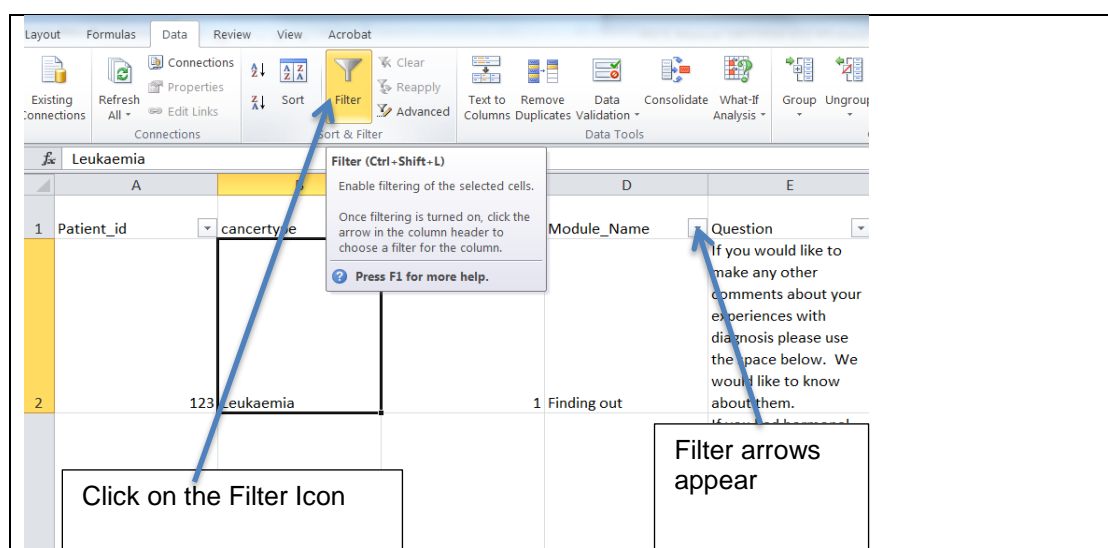 Layout Formulas Data Review View Acrobat
Connections
Properties
Edit Links
Existing
Connections
Refresh
All
Connections
Sort
Filter
Clear
Reapply
Advanced
Sort & Filter
Text to
Columns
Remove
Duplicates
Data
Validation
Consolidate
What-If
Analysis
Data Tools
Group
Ungroup
fx Leukaemia
Filter (Ctrl+Shift+L)
Enable filtering of the selected cells.
Once filtering is turned on, click the
arrow in the column header to
choose a filter for the column.
Press F1 for more help.
A B D E
1 Patient_id cancertype Module_Name Question
If you would like to
make any other
comments about your
experiences with
diagnosis please use
the space below. We
would like to know
about them.
2 123 Leukaemia 1 Finding out
Click on the Filter Icon
Filter arrows
appear